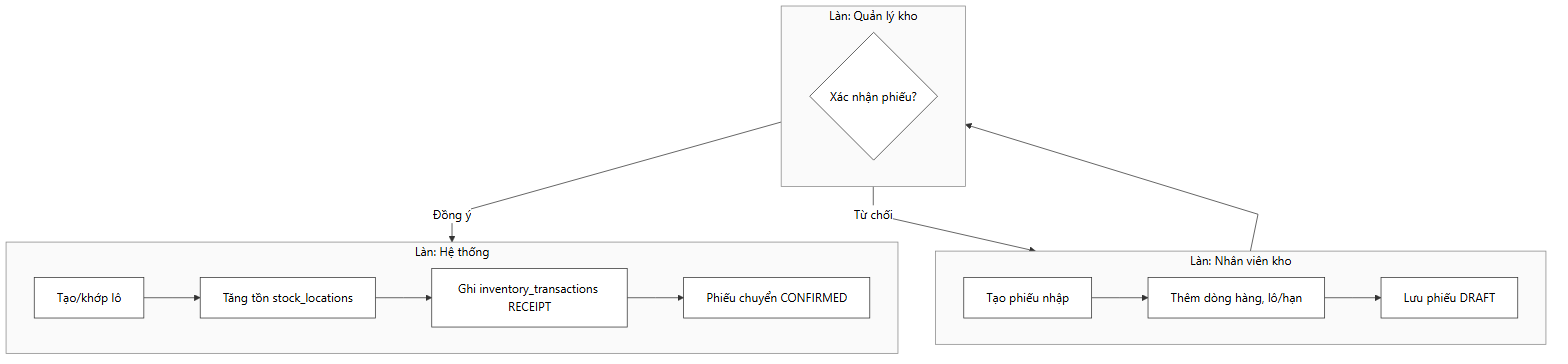 Làn: Quản lý kho
Xác nhận phiếu?
Đồng ý
Từ chối
Làn: Hệ thống
Tạo/khớp lô
Tăng tồn stock_locations
Ghi inventory_transactions
RECEIPT
Phiếu chuyển CONFIRMED
Làn: Nhân viên kho
Tạo phiếu nhập
Thêm dòng hàng, lô/hạn
Lưu phiếu DRAFT